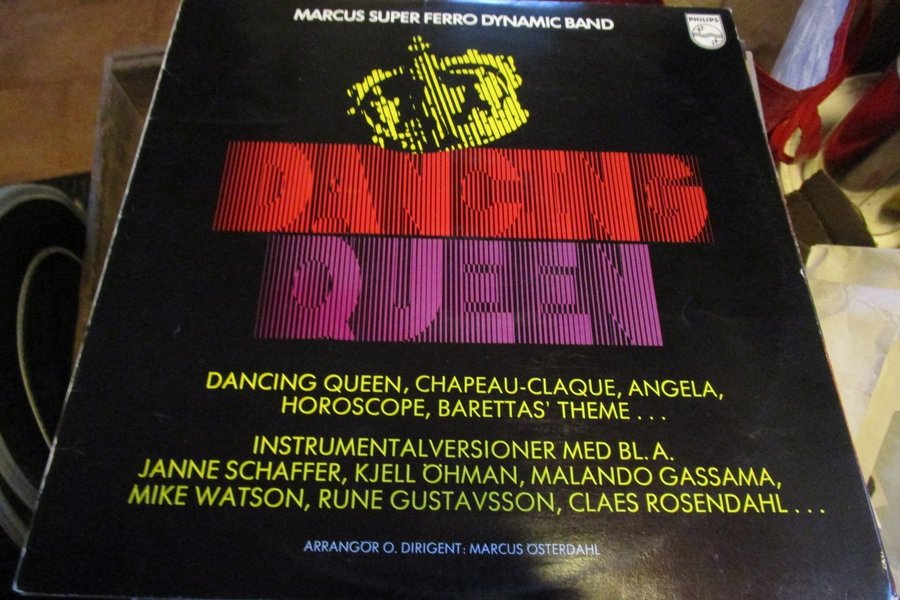 MARCUS SUPER FERRO DYNAMIC BAND
PHILIPS
DANCING
QUEEN
DANCING QUEEN, CHAPEAU-CLAQUE, ANGELA,
HOROSCOPE, BARETTAS' THEME . . .
INSTRUMENTALVERSIONER MED BL. A.
JANNE SCHAFFER, KJELL ÖHMAN, MALANDO GASSAMA,
MIKE WATSON, RUNE GUSTAVSSON, CLAES ROSENDAHL . . .
ARRANGÖR O. DIRIGENT: MARCUS ÖSTERDAHL